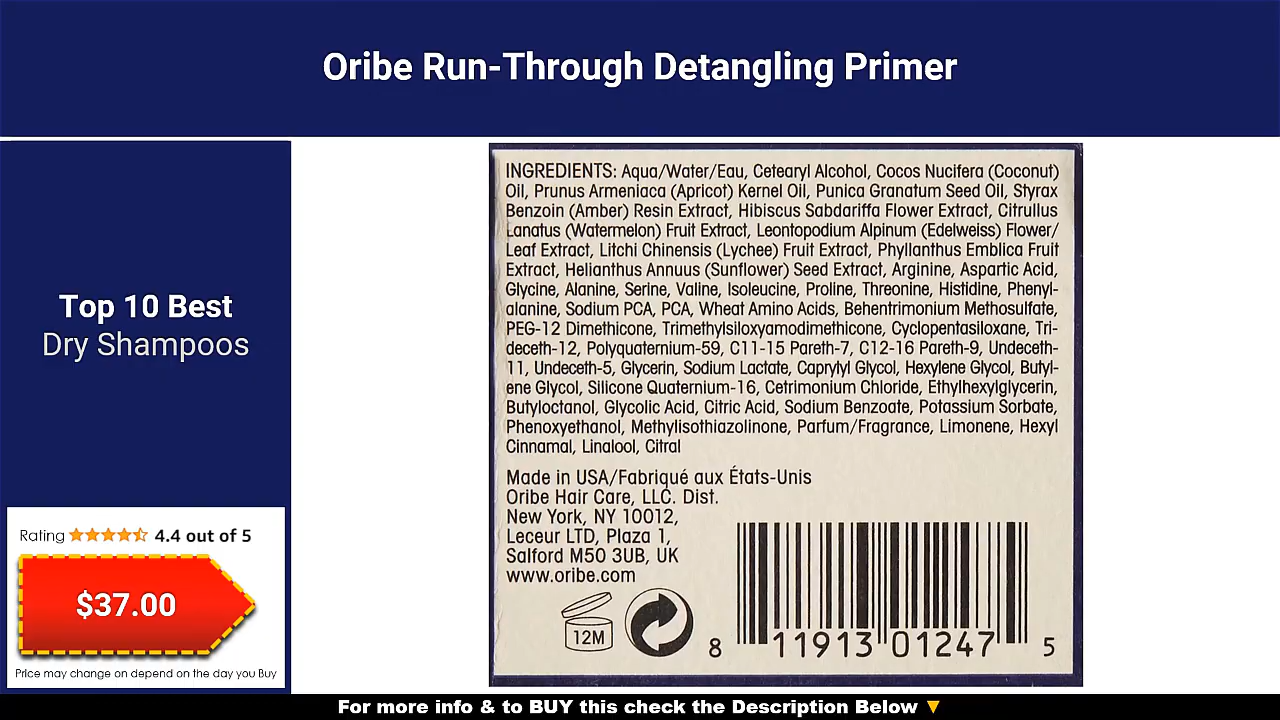 Oribe Run-Through Detangling Primer
Top 10 Best
Dry Shampoos
Rating 4.4 out of 5
$37.00
Price may change on depend on the day you Buy
INGREDIENTS: Aqua/Water/Eau, Cetearyl Alcohol, Cocos Nucifera (Coconut)
Oil, Prunus Armeniaca (Apricot) Kernel Oil, Punica Granatum Seed Oil, Styrax
Benzoin (Amber) Resin Extract, Hibiscus Sabdariffa Flower Extract, Citrullus
Lanatus (Watermelon) Fruit Extract, Leontopodium Alpinum (Edelweiss) Flower/
Leaf Extract, Litchi Chinensis (Lychee) Fruit Extract, Phyllanthus Emblica Fruit
Extract, Helianthus Annuus (Sunflower) Seed Extract, Arginine, Aspartic Acid,
Glycine, Alanine, Serine, Valine, Isoleucine, Proline, Threonine, Histidine, Phenyl-
alanine, Sodium PCA, PCA, Wheat Amino Acids, Behentrimonium Methosulfate,
PEG-12 Dimethicone, Trimethylsiloxyamodimethicone, Cyclopentasiloxane, Tri-
deceth-12, Polyquaternium-59, C11-15 Pareth-7, C12-16 Pareth-9, Undeceth-
11, Undeceth-5, Glycerin, Sodium Lactate, Caprylyl Glycol, Hexylene Glycol, Butyl-
ene Glycol, Silicone Quaternium-16, Cetrimonium Chloride, Ethylhexylglycerin,
Butyloctanol, Glycolic Acid, Citric Acid, Sodium Benzoate, Potassium Sorbate,
Phenoxyethanol, Methylisothiazolinone, Parfum/Fragrance, Limonene, Hexyl
Cinnamal, Linalool, Citral
Made in USA/Fabriqué aux États-Unis
Oribe Hair Care, LLC. Dist.
New York, NY 10012,
Leceur LTD, Plaza 1,
Salford M50 3UB, UK
www.oribe.com
12M
8 11913 01247 5
For more info & to BUY this check the Description Below